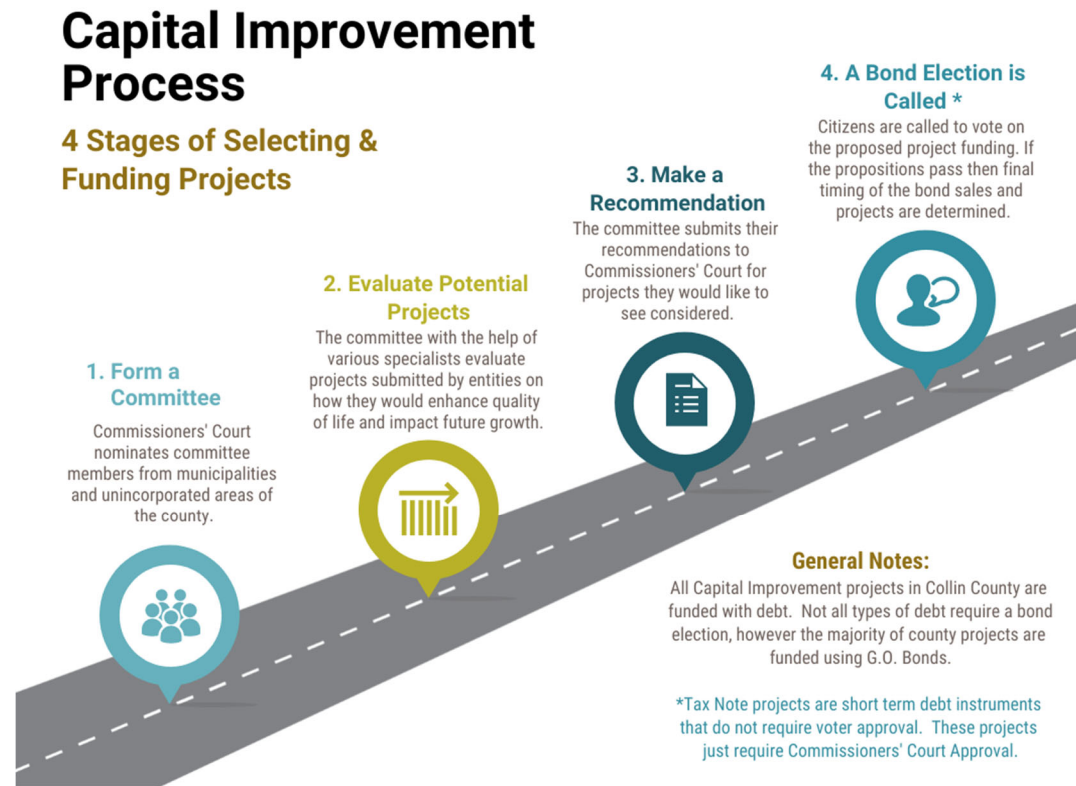 Capital Improvement
Process
4 Stages of Selecting &
Funding Projects
1. Form a
Committee
Commissioners' Court
nominates committee
members from municipalities
and unincorporated areas of
the county.
2. Evaluate Potential
Projects
The committee with the help of
various specialists evaluate
projects submitted by entities on
how they would enhance quality
of life and impact future growth.
3. Make a
Recommendation
The committee submits their
recommendations to
Commissioners' Court for
projects they would like to
see considered.
4. A Bond Election is
Called *
Citizens are called to vote on
the proposed project funding. If
the propositions pass then final
timing of the bond sales and
projects are determined.
General Notes:
All Capital Improvement projects in Collin County are
funded with debt. Not all types of debt require a bond
election, however the majority of county projects are
funded using G.O. Bonds.
*Tax Note projects are short term debt instruments
that do not require voter approval. These projects
just require Commissioners' Court Approval.